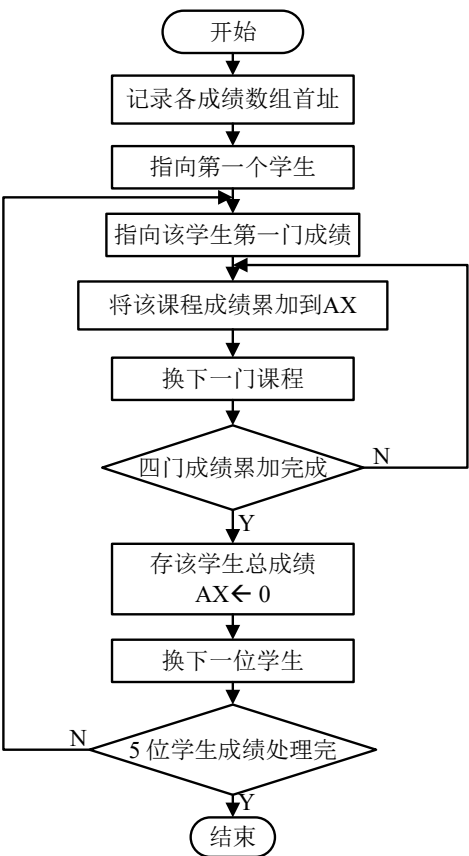 开始
记录各成绩数组首址
指向第一个学生
指向该学生第一门成绩
将该课程成绩累加到AX
换下一门课程
四门成绩累加完成
N
Y
存该学生总成绩
AX← 0
换下一位学生
N
5 位学生成绩处理完
Y
结束